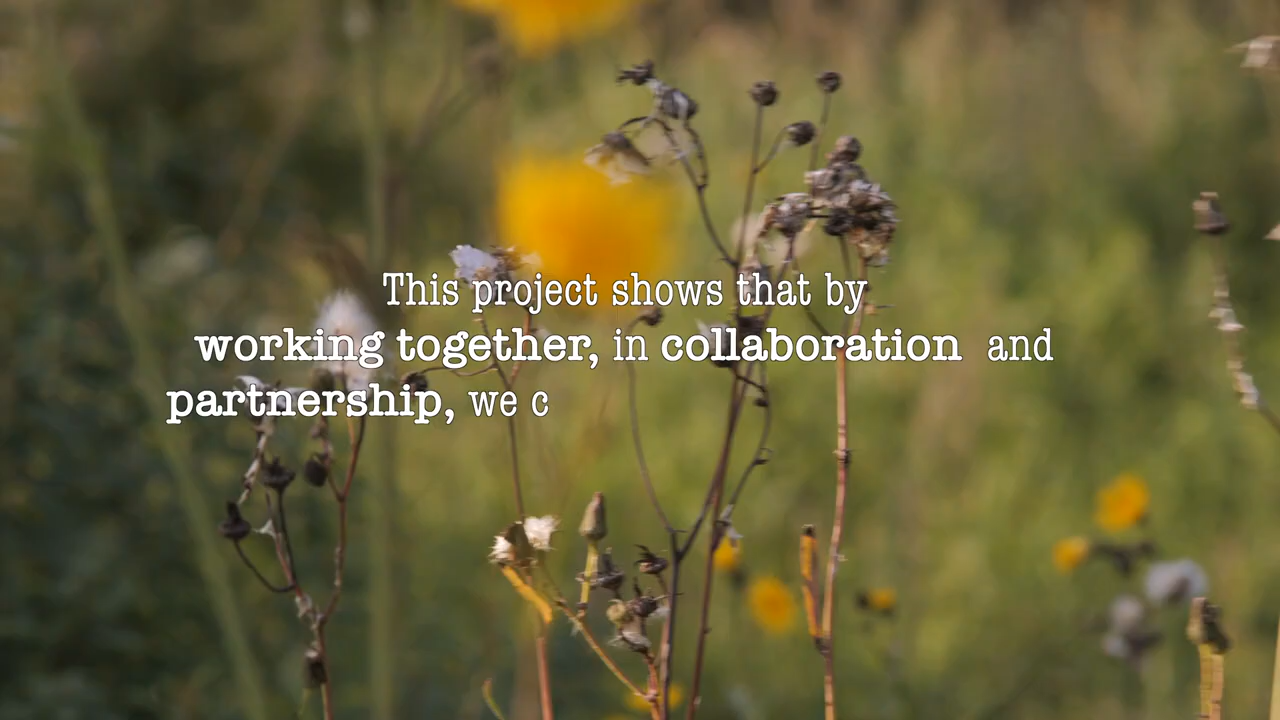 This project shows that by
working together, in collaboration and
partnership, we c